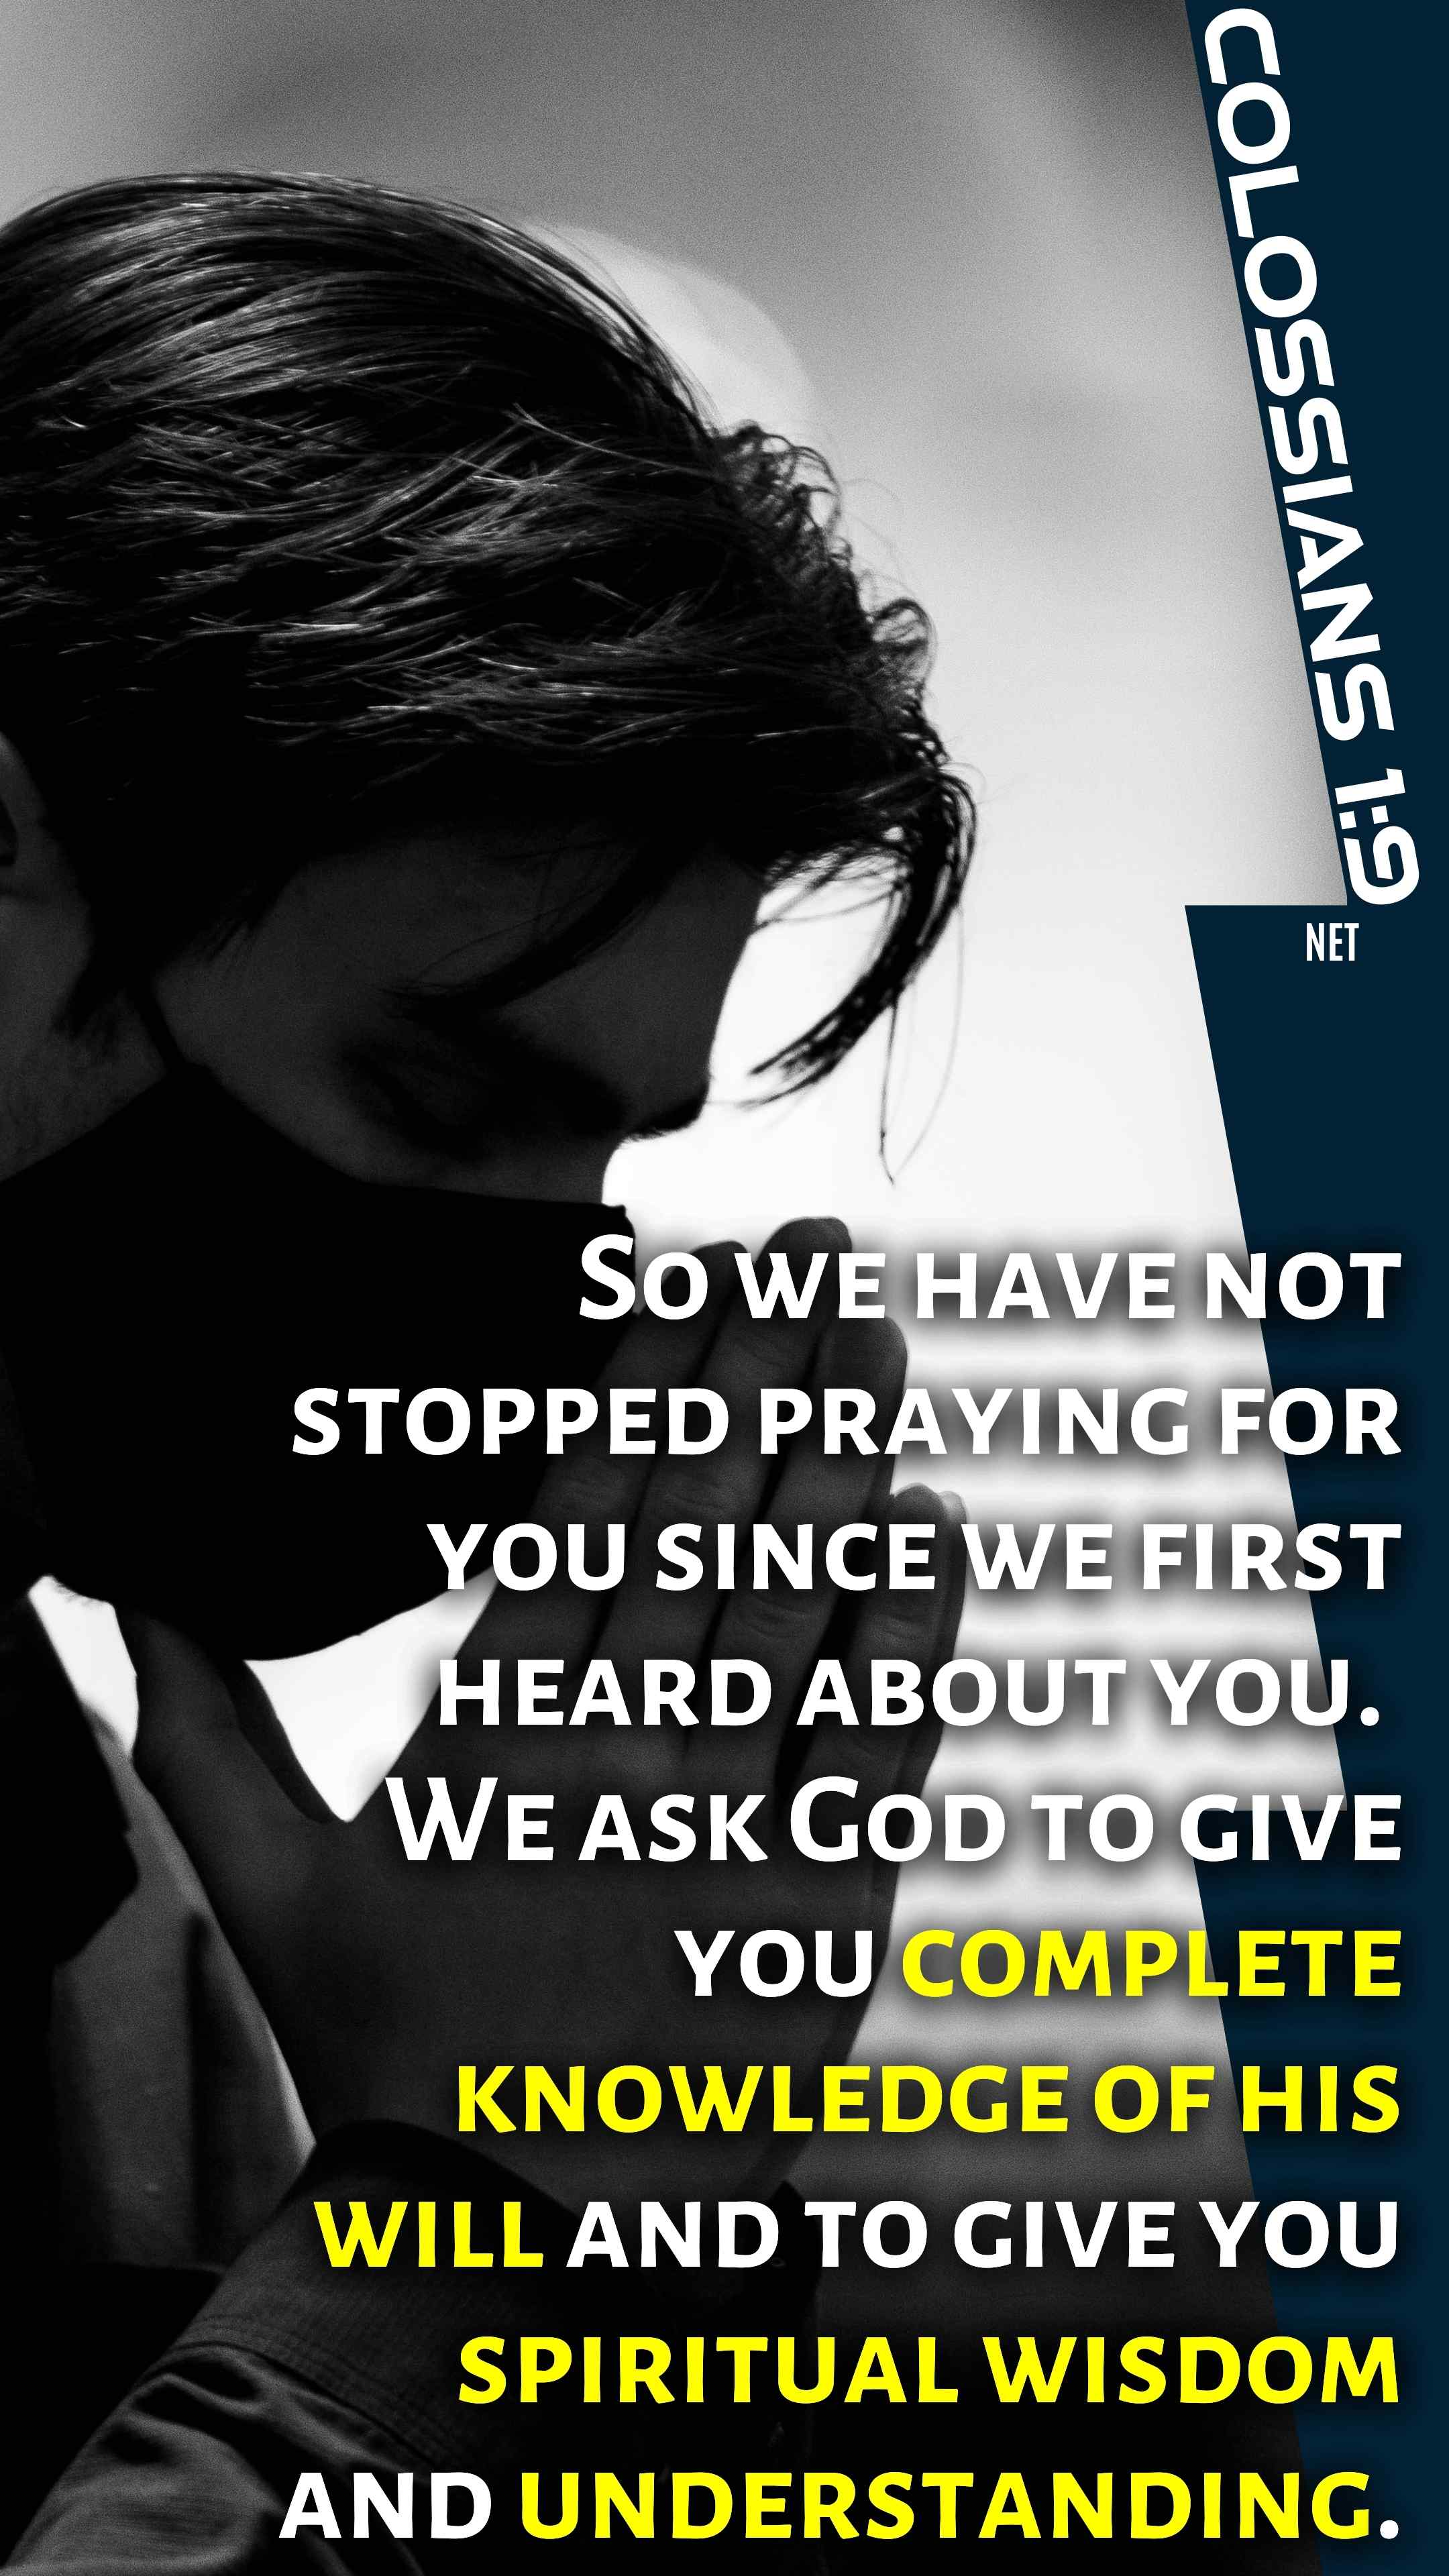 COLOSSIANS 1:9
NET
So we have not
stopped praying for
you since we first
heard about you.
We ask God to give
you complete
knowledge of his
will and to give you
spiritual wisdom
and understanding.